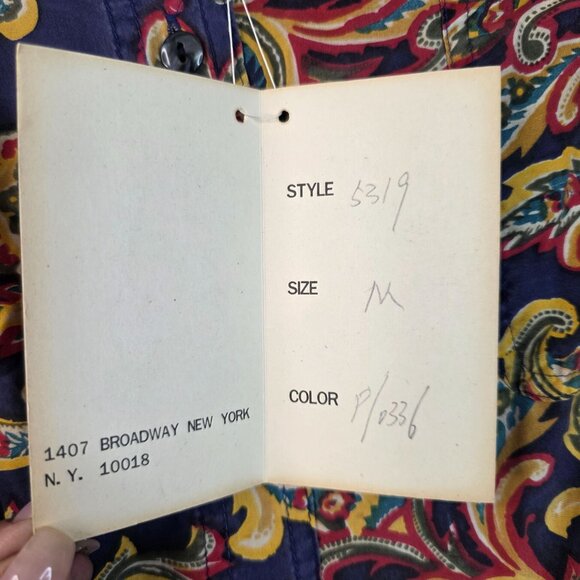 1407 BROADWAY NEW YORK
N.Y. 10018
STYLE 5319
SIZE M
COLOR P/0336